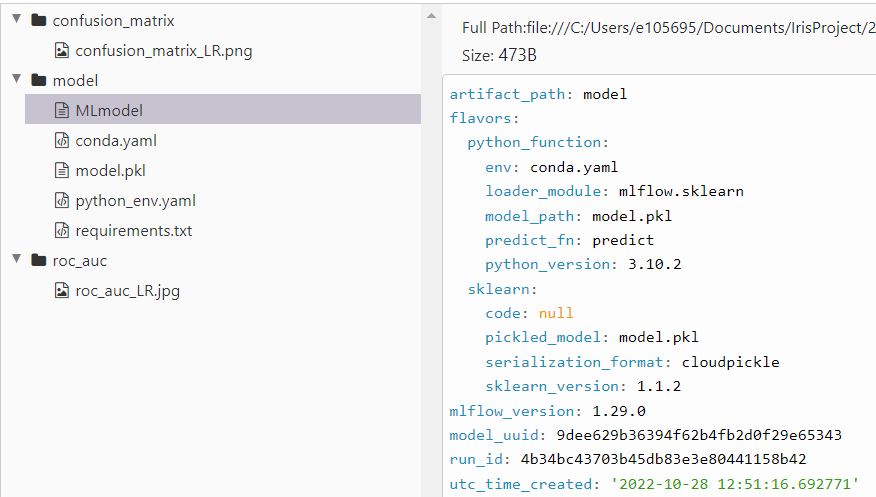 confusion_matrix
confusion_matrix_LR.png
model
MLmodel
conda.yaml
model.pkl
python_env.yaml
requirements.txt
roc_auc
roc_auc_LR.jpg
Full Path:file:///C:/Users/e105695/Documents/IrisProject/2
Size: 473B
artifact_path: model
flavors:
python_function:
env: conda.yaml
loader_module: mlflow.sklearn
model_path: model.pkl
predict_fn: predict
python_version: 3.10.2
sklearn:
code: null
pickled_model: model.pkl
serialization_format: cloudpickle
sklearn_version: 1.1.2
mlflow_version: 1.29.0
model_uuid: 9dee629b36394f62b4fb2d0f29e65343
run_id: 4b34bc43703b45db83e3e80441158b42
utc_time_created: '2022-10-28 12:51:16.692771'